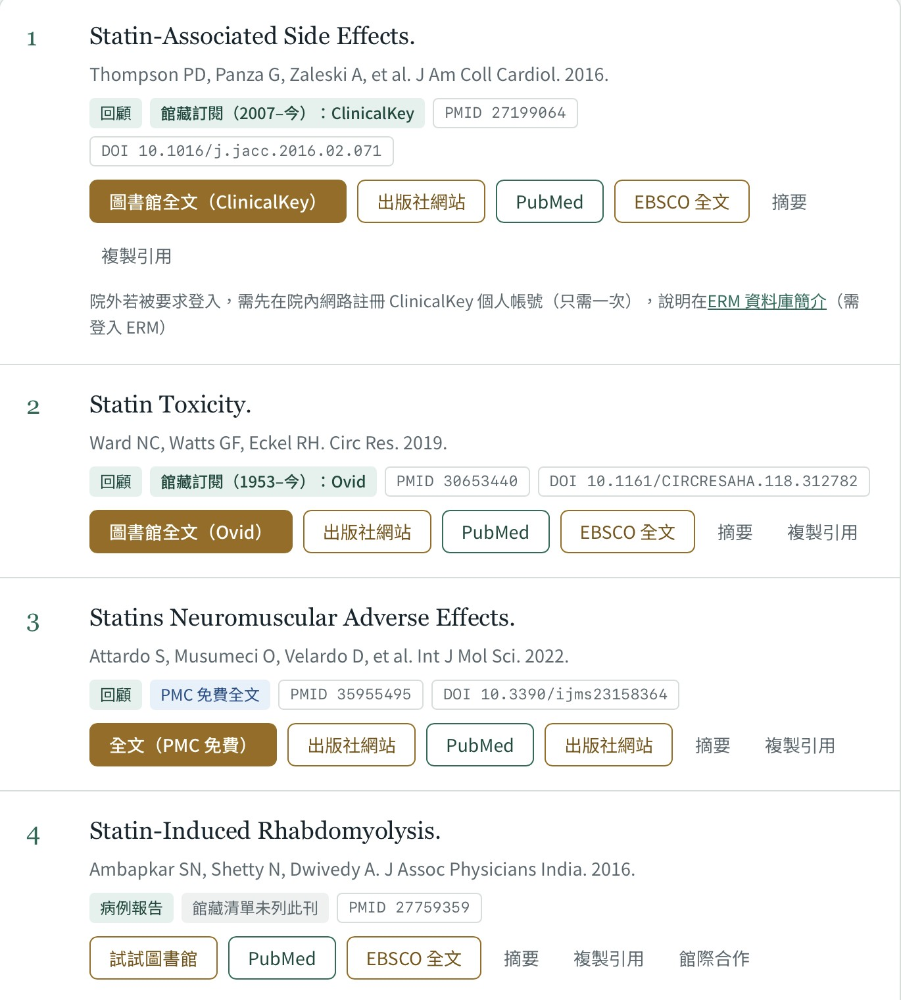 1
Statin-Associated Side Effects.
Thompson PD, Panza G, Zaleski A, et al. J Am Coll Cardiol. 2016.
回顧 館藏訂閱（2007–今）：ClinicalKey PMID 27199064
DOI 10.1016/j.jacc.2016.02.071
圖書館全文（ClinicalKey） 出版社網站 PubMed EBSCO 全文 摘要
複製引用
院外若被要求登入，需先在院內網路註冊 ClinicalKey 個人帳號（只需一次），說明在ERM 資料庫簡介（需
登入 ERM）
2
Statin Toxicity.
Ward NC, Watts GF, Eckel RH. Circ Res. 2019.
回顧 館藏訂閱（1953–今）：Ovid PMID 30653440 DOI 10.1161/CIRCRESAHA.118.312782
圖書館全文（Ovid） 出版社網站 PubMed EBSCO 全文 摘要 複製引用
3
Statins Neuromuscular Adverse Effects.
Attardo S, Musumeci O, Velardo D, et al. Int J Mol Sci. 2022.
回顧 PMC 免費全文 PMID 35955495 DOI 10.3390/ijms23158364
全文（PMC 免費） 出版社網站 PubMed 出版社網站 摘要 複製引用
4
Statin-Induced Rhabdomyolysis.
Ambapkar SN, Shetty N, Dwivedy A. J Assoc Physicians India. 2016.
病例報告 館藏清單未列此刊 PMID 27759359
試試圖書館 PubMed EBSCO 全文 摘要 複製引用 館際合作